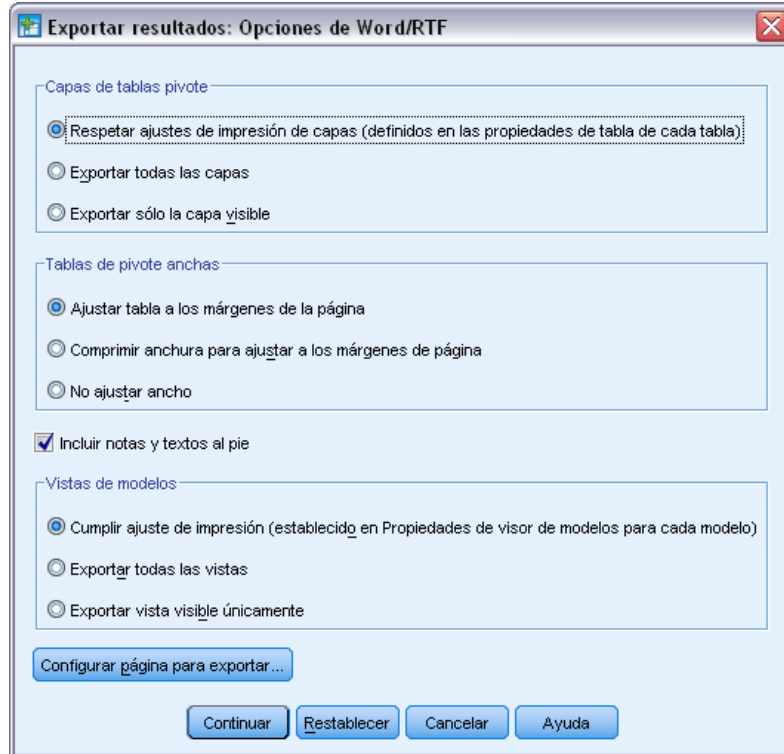 Exportar resultados: Opciones de Word/RTF
Capas de tablas pivote
Respetar ajustes de impresión de capas (definidos en las propiedades de tabla de cada tabla)
Exportar todas las capas
Exportar sólo la capa visible
Tablas de pivote anchas
Ajustar tabla a los márgenes de la página
Comprimir anchura para ajustar a los márgenes de página
No ajustar ancho
Incluir notas y textos al pie
Vistas de modelos
Cumplir ajuste de impresión (establecido en Propiedades de visor de modelos para cada modelo)
Exportar todas las vistas
Exportar vista visible únicamente
Configurar página para exportar...
Continuar Restablecer Cancelar Ayuda